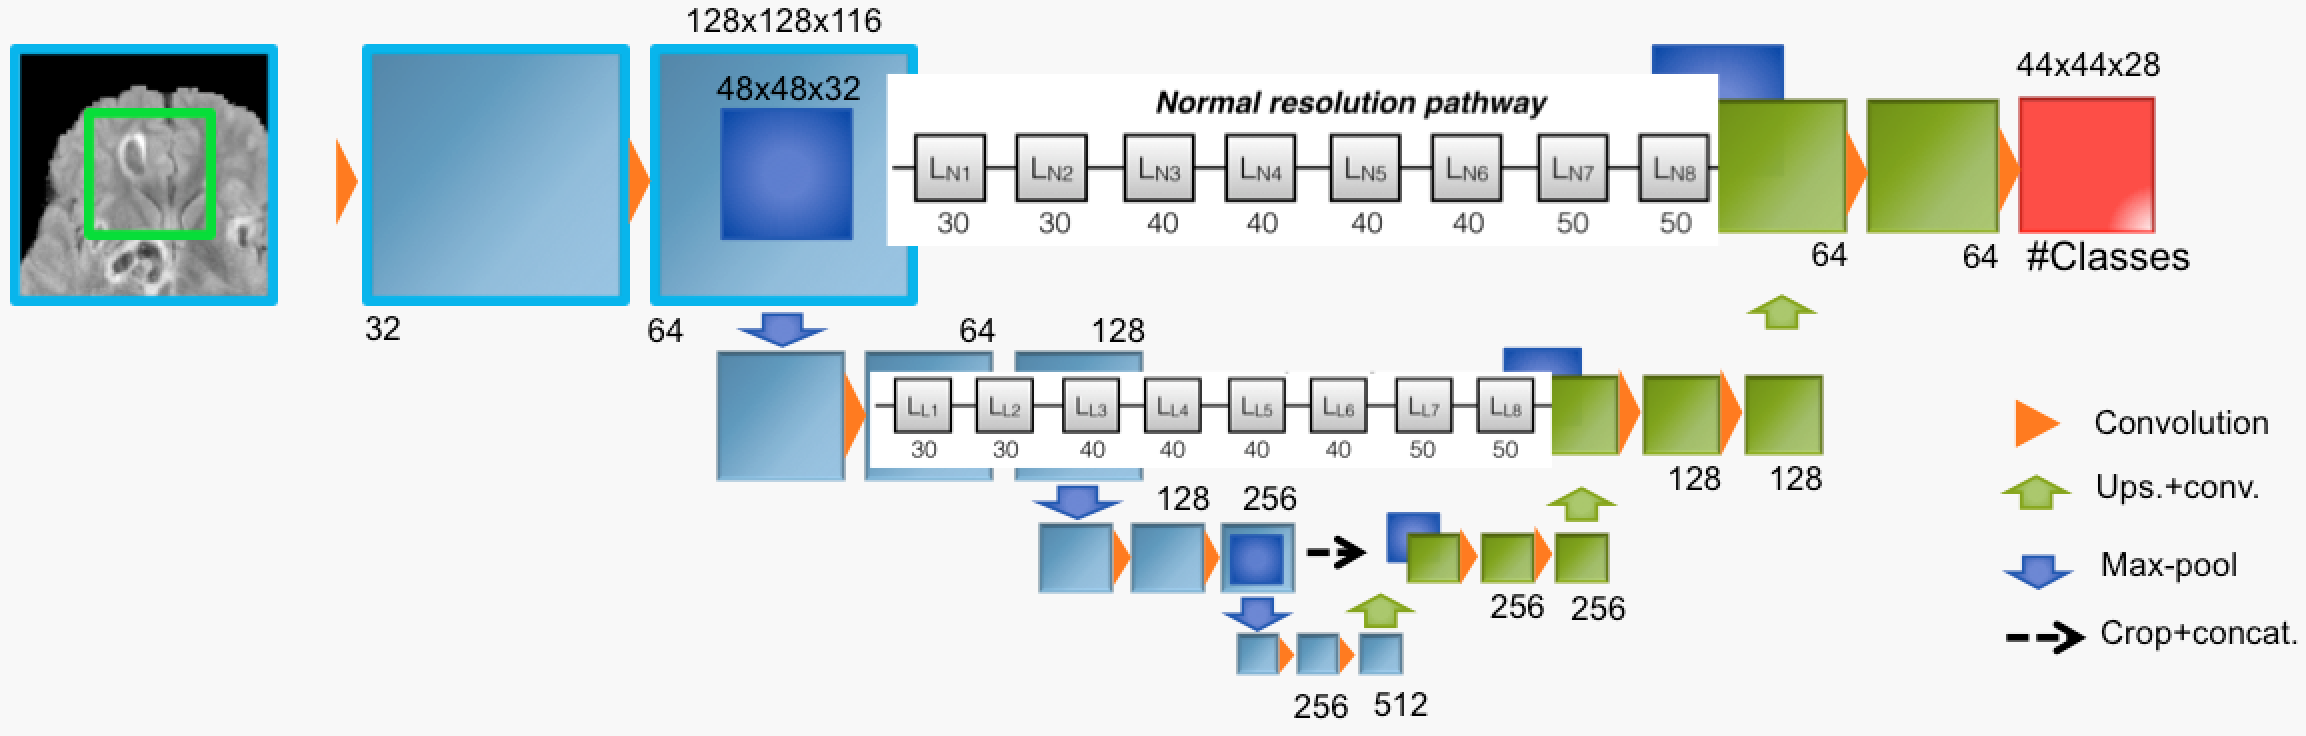 128x128x116
48x48x32
44x44x28
Normal resolution pathway
LN1 LN2 LN3 LN4 LN5 LN6 LN7 LN8
30 30 40 40 40 40 50 50
64 64 #Classes
32 64 64 128
LL1 LL2 LL3 LL4 LL5 LL6 LL7 LL8
30 30 40 40 40 40 50 50
128 128
128 256
256 256
256 512
Convolution
Ups.+conv.
Max-pool
Crop+concat.